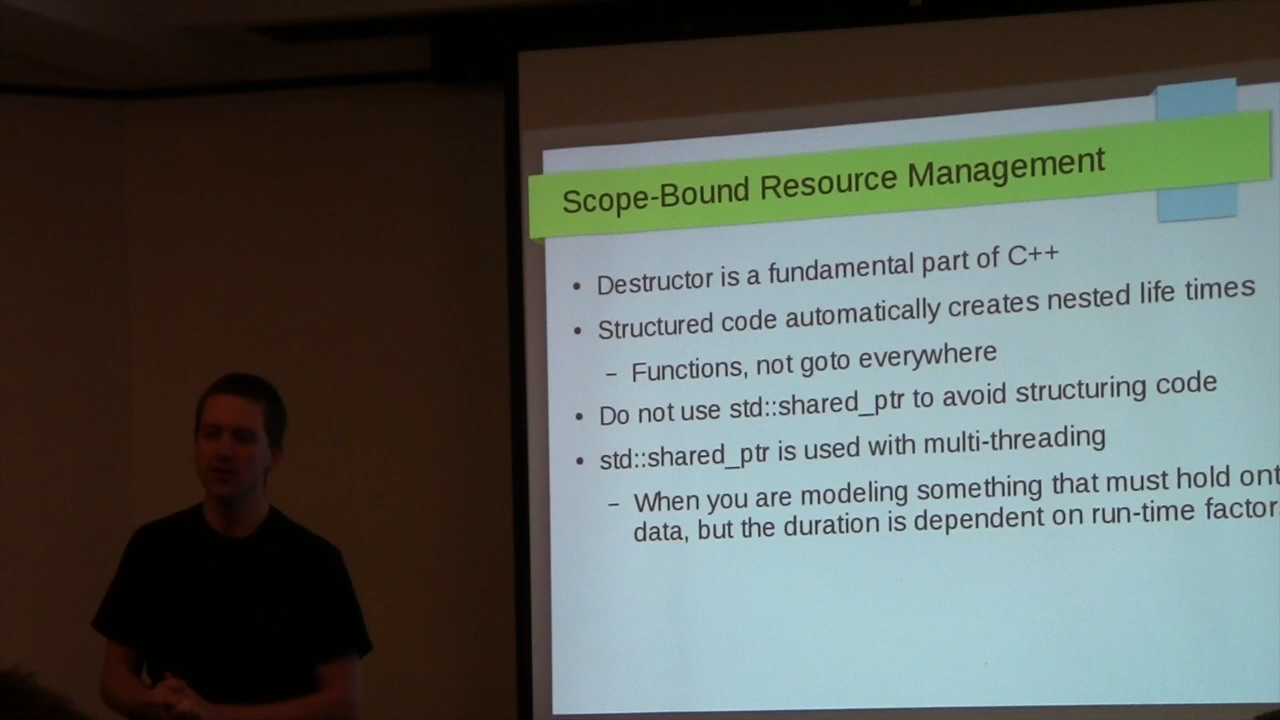 Scope-Bound Resource Management
• Destructor is a fundamental part of C++
• Structured code automatically creates nested life times
– Functions, not goto everywhere
• Do not use std::shared_ptr to avoid structuring code
• std::shared_ptr is used with multi-threading
– When you are modeling something that must hold ont
data, but the duration is dependent on run-time factor